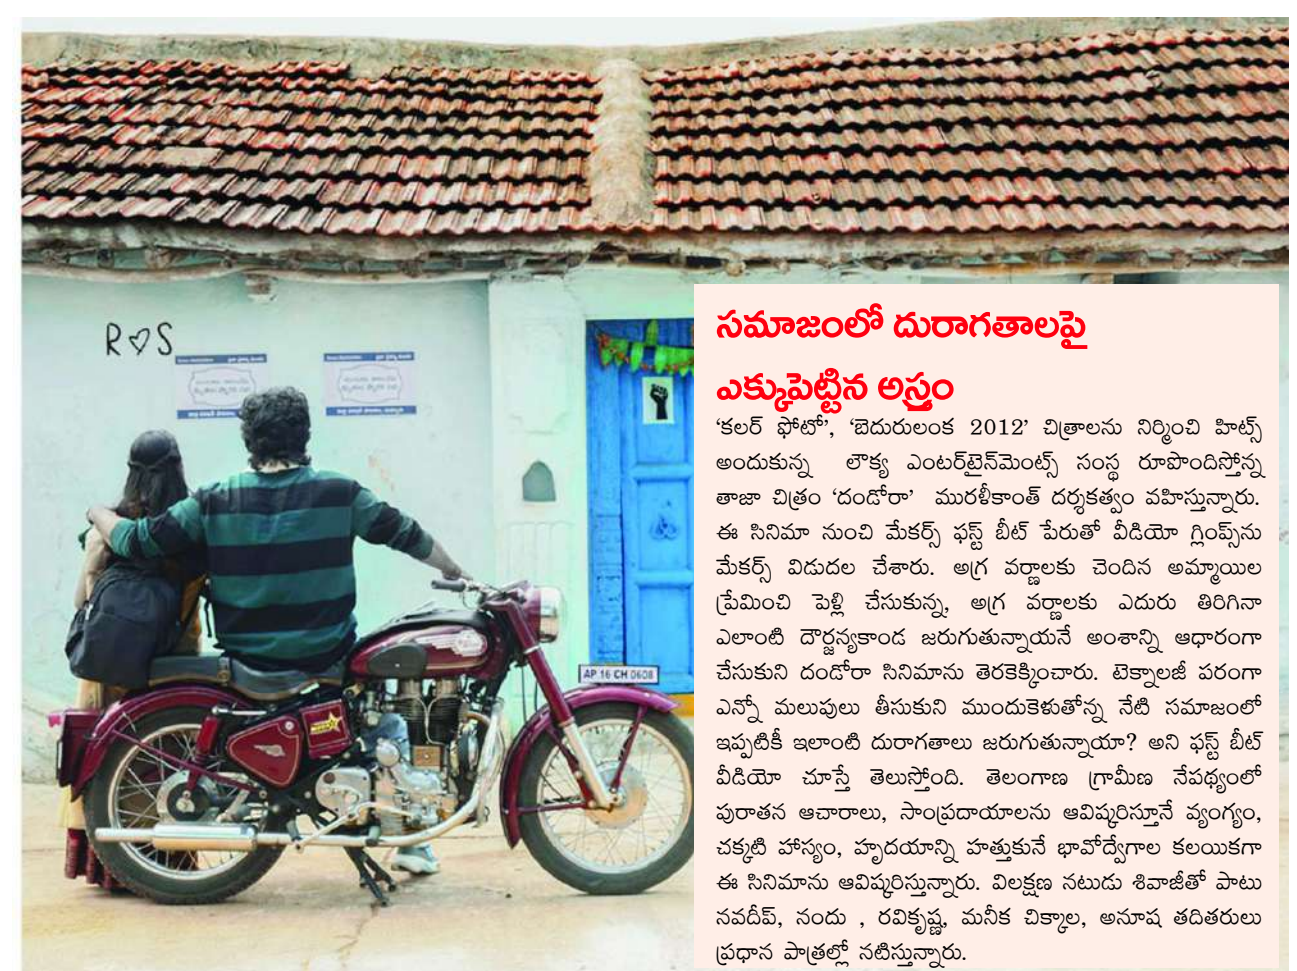 R♡S
AP 16 CH 0608
సమాజంలో దురాగతాలపై
ఎక్కుపెట్టిన అస్త్రం
‘కలర్ ఫోటో’, ‘బెదురులంక 2012’ చిత్రాలను నిర్మించి హిట్స్
అందుకున్న లౌక్య ఎంటర్‌టైన్‌మెంట్స్ సంస్థ రూపొందిస్తోన్న
తాజా చిత్రం ‘దండోరా’ మురళీకాంత్ దర్శకత్వం వహిస్తున్నారు.
ఈ సినిమా నుంచి మేకర్స్ ఫస్ట్ బీట్ పేరుతో వీడియో గ్లింప్స్‌ను
మేకర్స్ విడుదల చేశారు. అగ్ర వర్ణాలకు చెందిన అమ్మాయిల
ప్రేమించి పెళ్లి చేసుకున్న, అగ్ర వర్ణాలకు ఎదురు తిరిగినా
ఎలాంటి దౌర్జన్యకాండ జరుగుతున్నాయనే అంశాన్ని ఆధారంగా
చేసుకుని దండోరా సినిమాను తెరకెక్కించారు. టెక్నాలజీ పరంగా
ఎన్నో మలుపులు తీసుకుని ముందుకెళుతోన్న నేటి సమాజంలో
ఇప్పటికీ ఇలాంటి దురాగతాలు జరుగుతున్నాయా? అని ఫస్ట్ బీట్
వీడియో చూస్తే తెలుస్తోంది. తెలంగాణ గ్రామీణ నేపథ్యంలో
పురాతన ఆచారాలు, సాంప్రదాయాలను ఆవిష్కరిస్తూనే వ్యంగ్యం,
చక్కటి హాస్యం, హృదయాన్ని హత్తుకునే భావోద్వేగాల కలయికగా
ఈ సినిమాను ఆవిష్కరిస్తున్నారు. విలక్షణ నటుడు శివాజీతో పాటు
నవదీప్, నందు , రవికృష్ణ, మనీక చిక్కాల, అనూష తదితరులు
ప్రధాన పాత్రల్లో నటిస్తున్నారు.